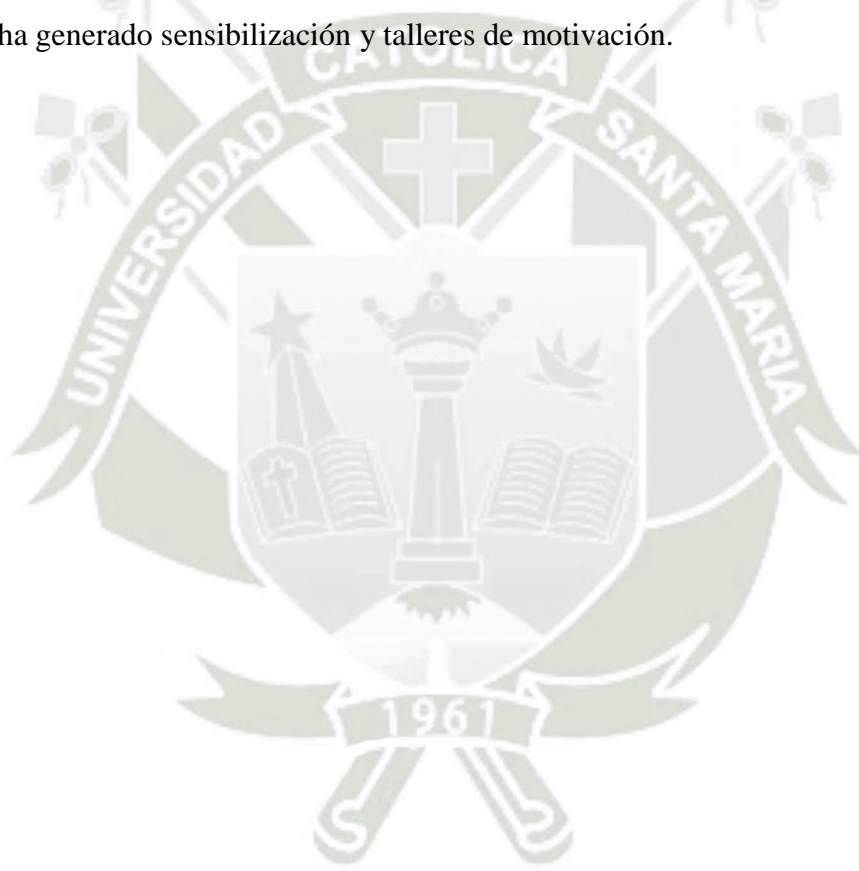 ha generado sensibilización y talleres de motivación.
CATOLICA
UNIVERSIDAD
SANTA MARIA
1961